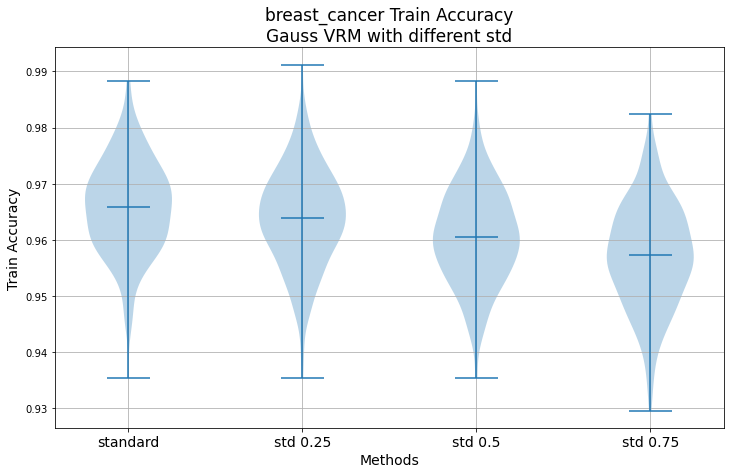 breast_cancer Train Accuracy
Gauss VRM with different std
Train Accuracy
0.99
0.98
0.97
0.96
0.95
0.94
0.93
standard
std 0.25
std 0.5
std 0.75
Methods